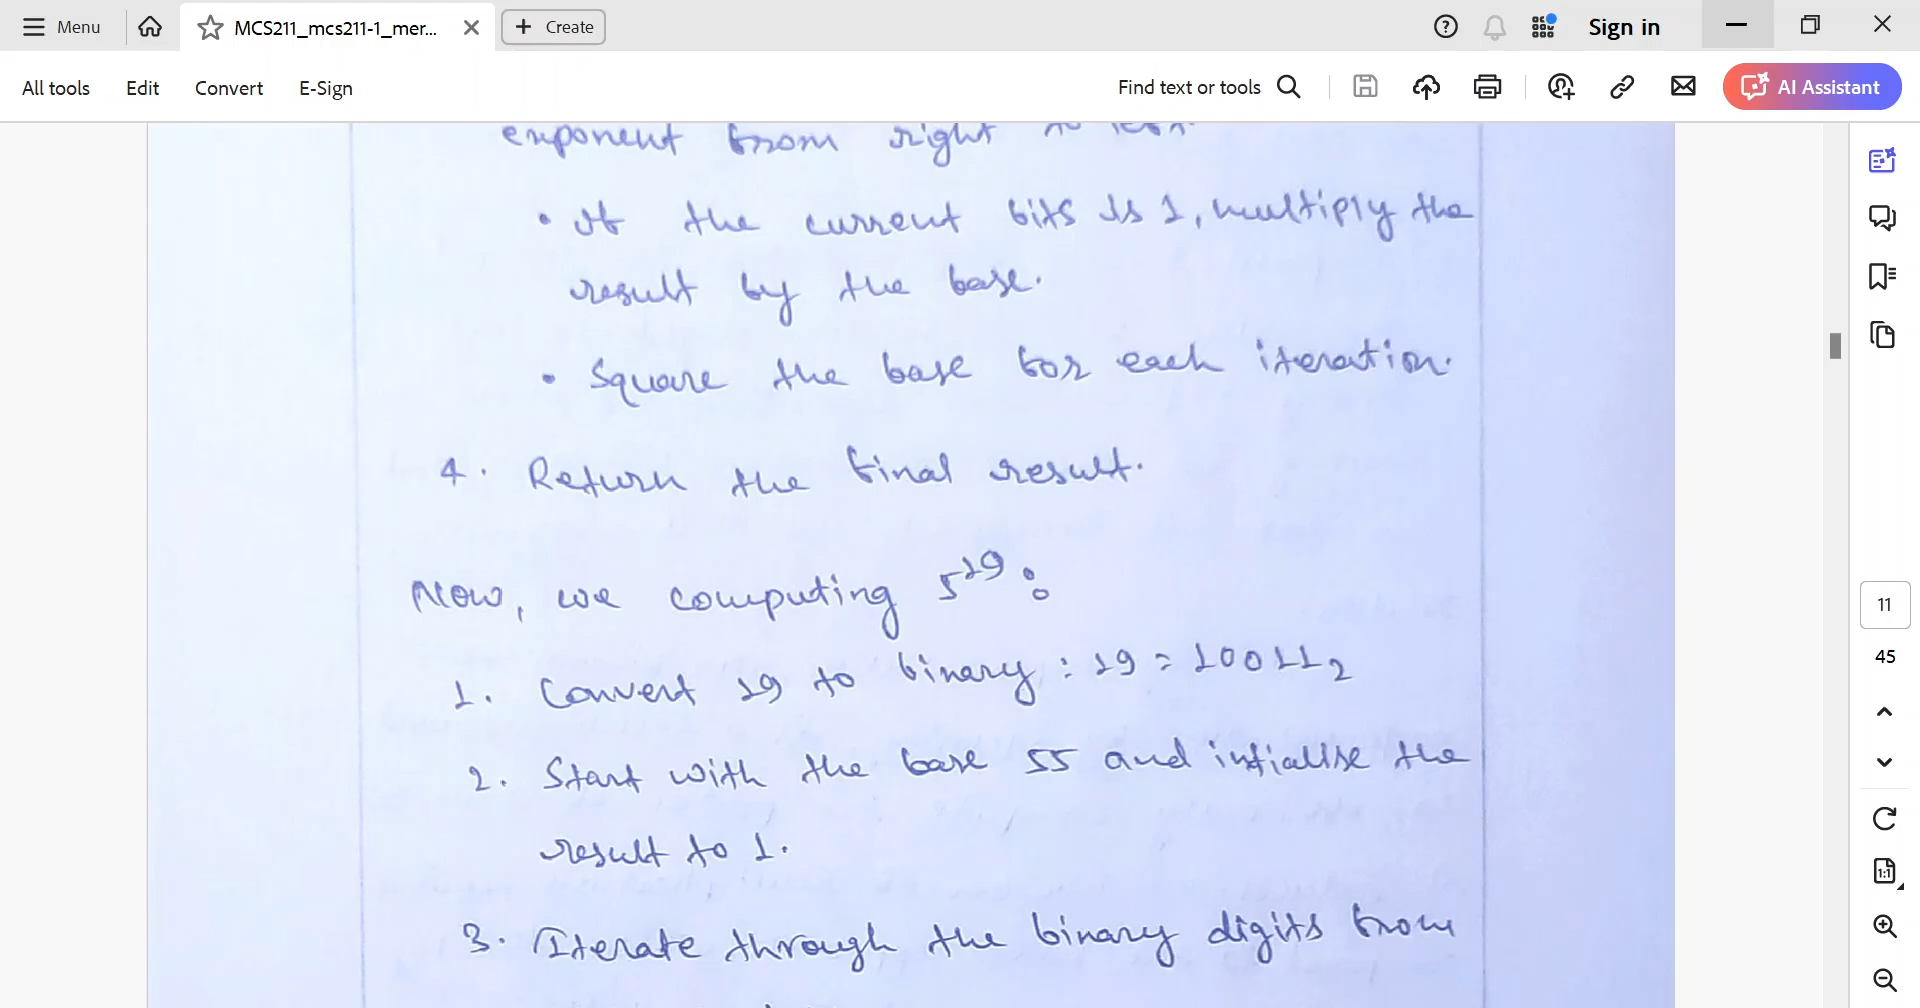 Menu
MCS211_mcs211-1_mer...
Create
Sign in
All tools
Edit
Convert
E-Sign
Find text or tools
AI Assistant
exponent from right to left.
• If the current bits is 1, multiply the
result by the base.
• Square the base for each iteration.
4. Return the final result.
Now, we computing 5^19 :
1. Convert 19 to binary : 19 = 10011₂
2. Start with the base 55 and intiallse the
result to 1.
3. Iterate through the binary digits from
11
45